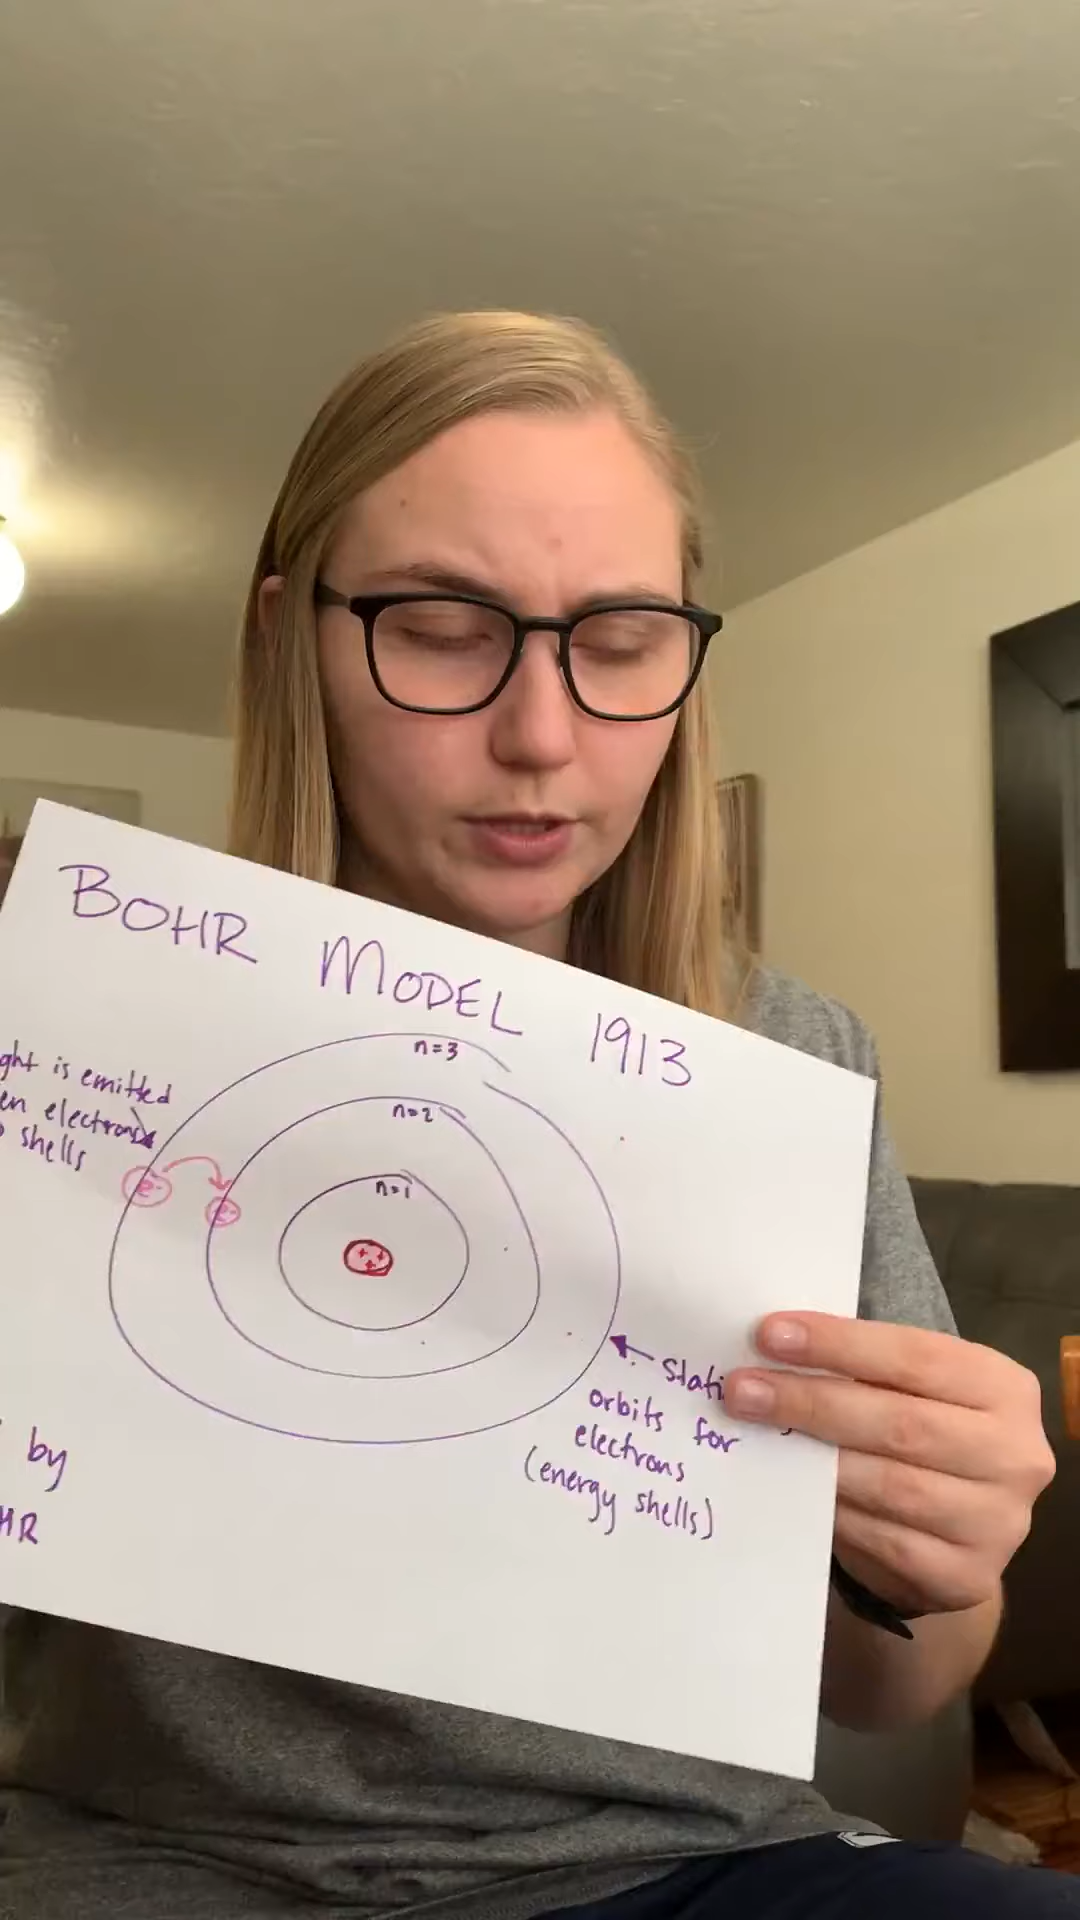 BOHR MODEL 1913
n=3
n=2
n=1
ght is emitted
en electrons
shells
e-
e-
+ + +
orbits for
electrons
(energy shells)
by
HR